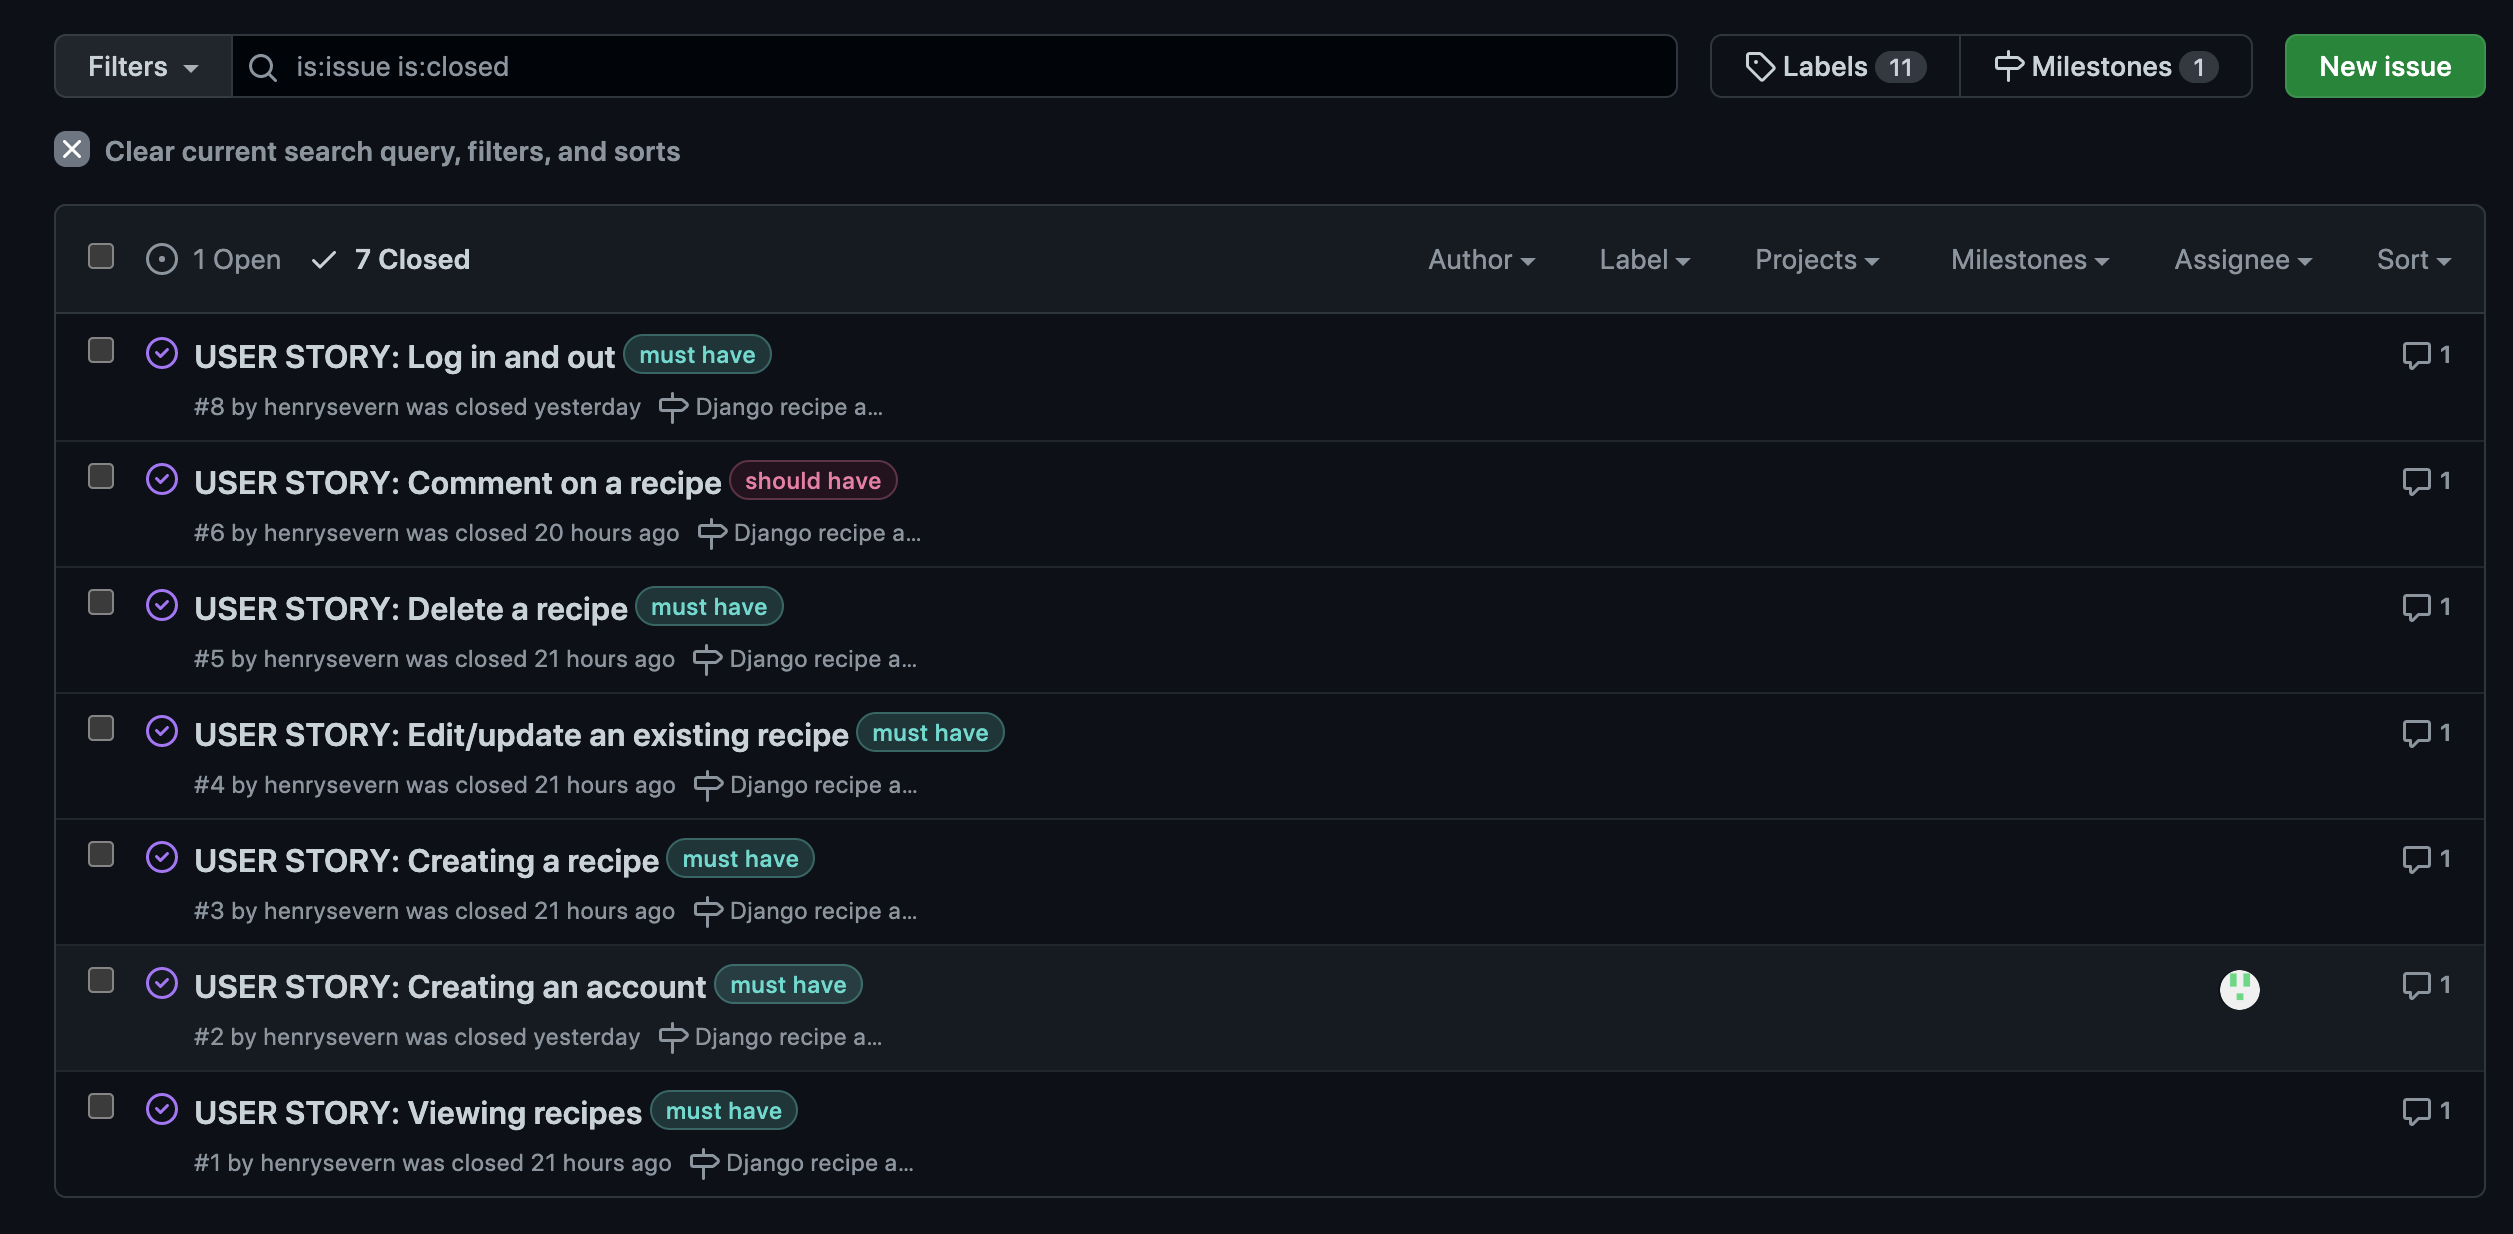 Filters is:issue is:closed Labels 11 Milestones 1 New issue
Clear current search query, filters, and sorts
1 Open 7 Closed Author Label Projects Milestones Assignee Sort
USER STORY: Log in and out must have 1
#8 by henrysevern was closed yesterday Django recipe a...
USER STORY: Comment on a recipe should have 1
#6 by henrysevern was closed 20 hours ago Django recipe a...
USER STORY: Delete a recipe must have 1
#5 by henrysevern was closed 21 hours ago Django recipe a...
USER STORY: Edit/update an existing recipe must have 1
#4 by henrysevern was closed 21 hours ago Django recipe a...
USER STORY: Creating a recipe must have 1
#3 by henrysevern was closed 21 hours ago Django recipe a...
USER STORY: Creating an account must have 1
#2 by henrysevern was closed yesterday Django recipe a...
USER STORY: Viewing recipes must have 1
#1 by henrysevern was closed 21 hours ago Django recipe a...